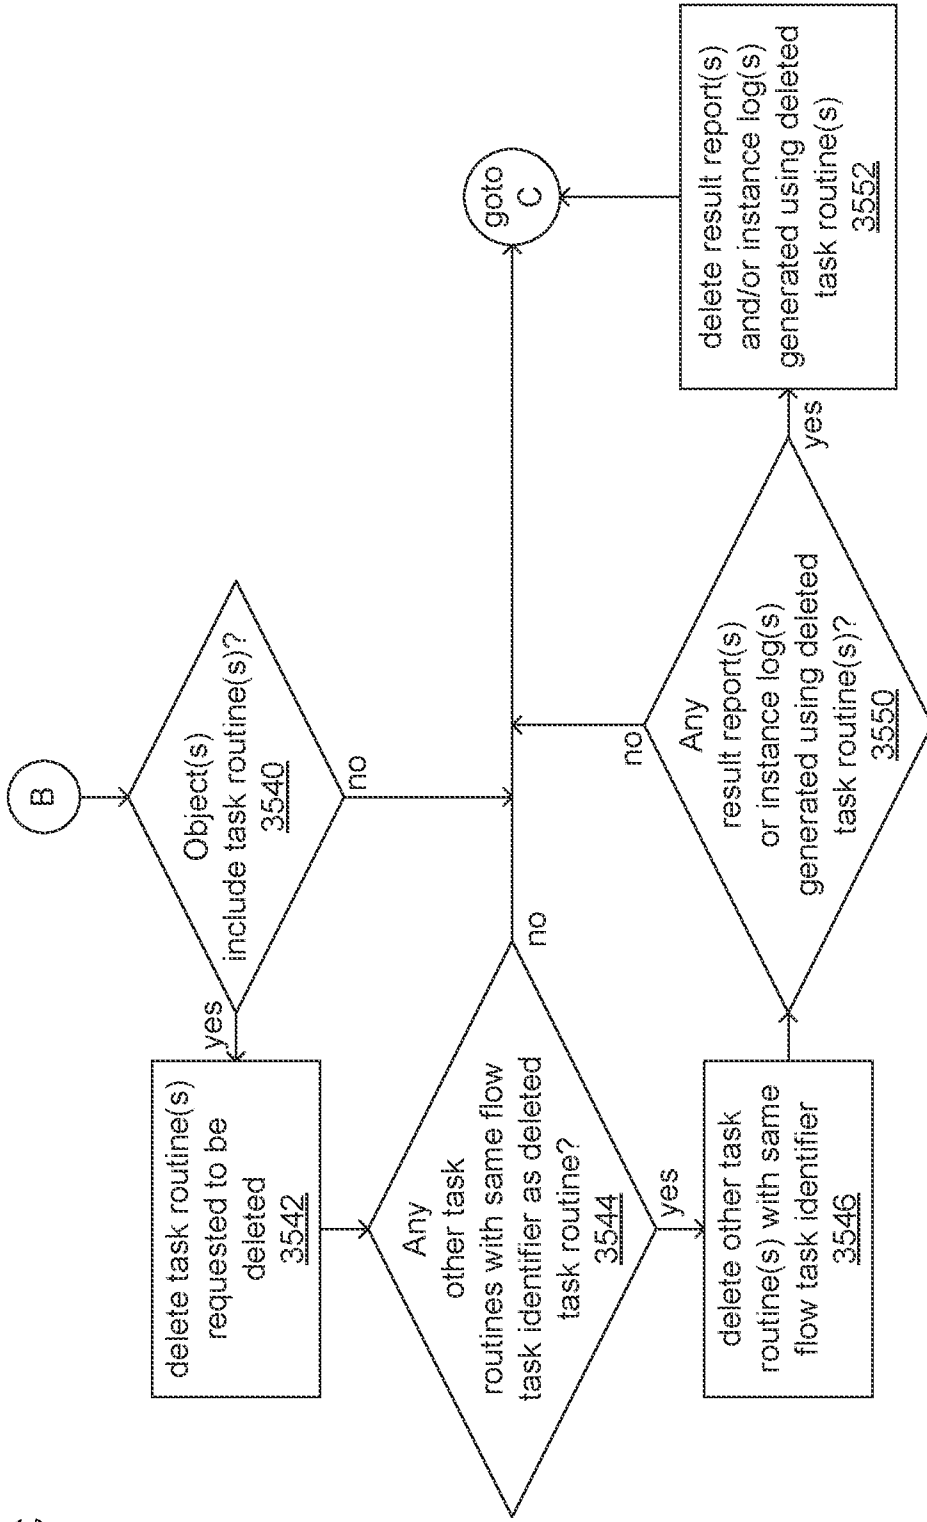 B
Object(s)
include task routine(s)?
3540
yes
no
delete task routine(s)
requested to be
deleted
3542
Any
other task
routines with same flow
task identifier as deleted
task routine?
3544
no
yes
delete other task
routine(s) with same
flow task identifier
3546
Any
result report(s)
or instance log(s)
generated using deleted
task routine(s)?
3550
no
yes
delete result report(s)
and/or instance log(s)
generated using deleted
task routine(s)
3552
goto
C